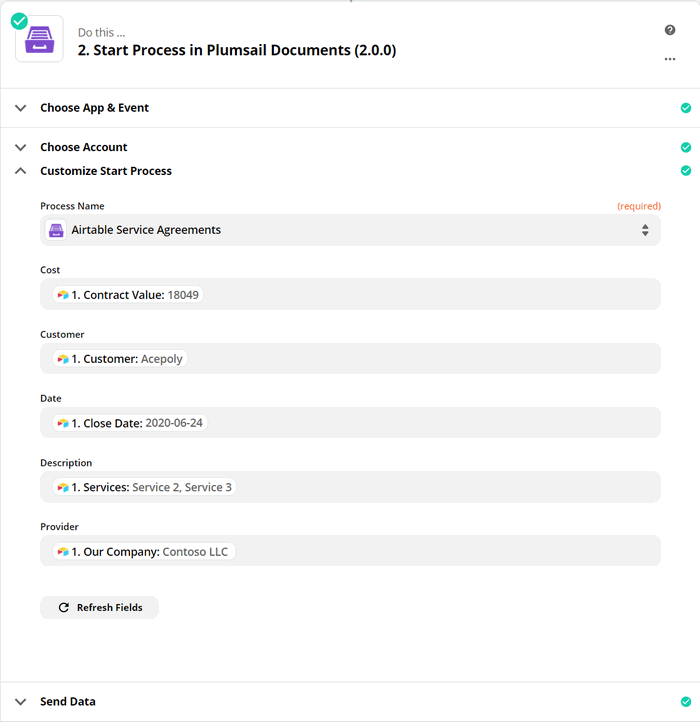 Do this ...
2. Start Process in Plumsail Documents (2.0.0)
Choose App & Event
Choose Account
Customize Start Process
Process Name (required)
Airtable Service Agreements
Cost
1. Contract Value: 18049
Customer
1. Customer: Acepoly
Date
1. Close Date: 2020-06-24
Description
1. Services: Service 2, Service 3
Provider
1. Our Company: Contoso LLC
Refresh Fields
Send Data